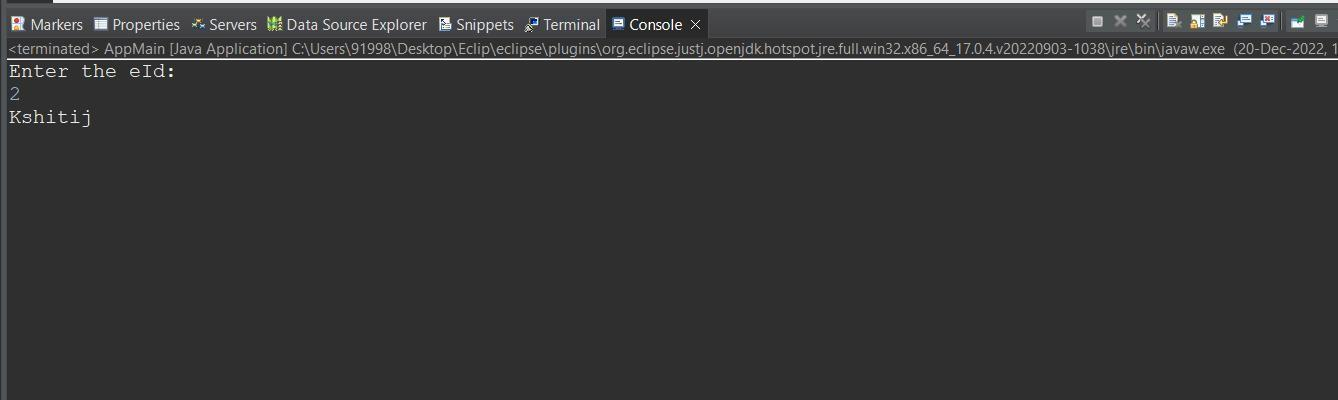 Markers Properties Servers Data Source Explorer Snippets Terminal Console
<terminated> AppMain [Java Application] C:\Users\91998\Desktop\Eclip\eclipse\plugins\org.eclipse.justj.openjdk.hotspot.jre.full.win32.x86_64_17.0.4.v20220903-1038\jre\bin\javaw.exe (20-Dec-2022, 1
Enter the eId:
2
Kshitij